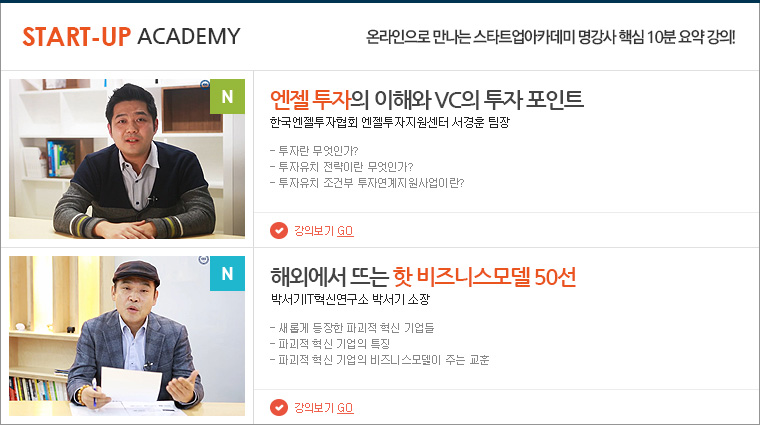 START-UP ACADEMY
온라인으로 만나는 스타트업아카데미 명강사 핵심 10분 요약 강의!
N
엔젤 투자의 이해와 VC의 투자 포인트
한국엔젤투자협회 엔젤투자지원센터 서경훈 팀장
- 투자란 무엇인가?
- 투자유치 전략이란 무엇인가?
- 투자유치 조건부 투자연계지원사업이란?
강의보기 GO
N
해외에서 뜨는 핫 비즈니스모델 50선
박서기IT혁신연구소 박서기 소장
- 새롭게 등장한 파괴적 혁신 기업들
- 파괴적 혁신 기업의 특징
- 파괴적 혁신 기업의 비즈니스모델이 주는 교훈
강의보기 GO